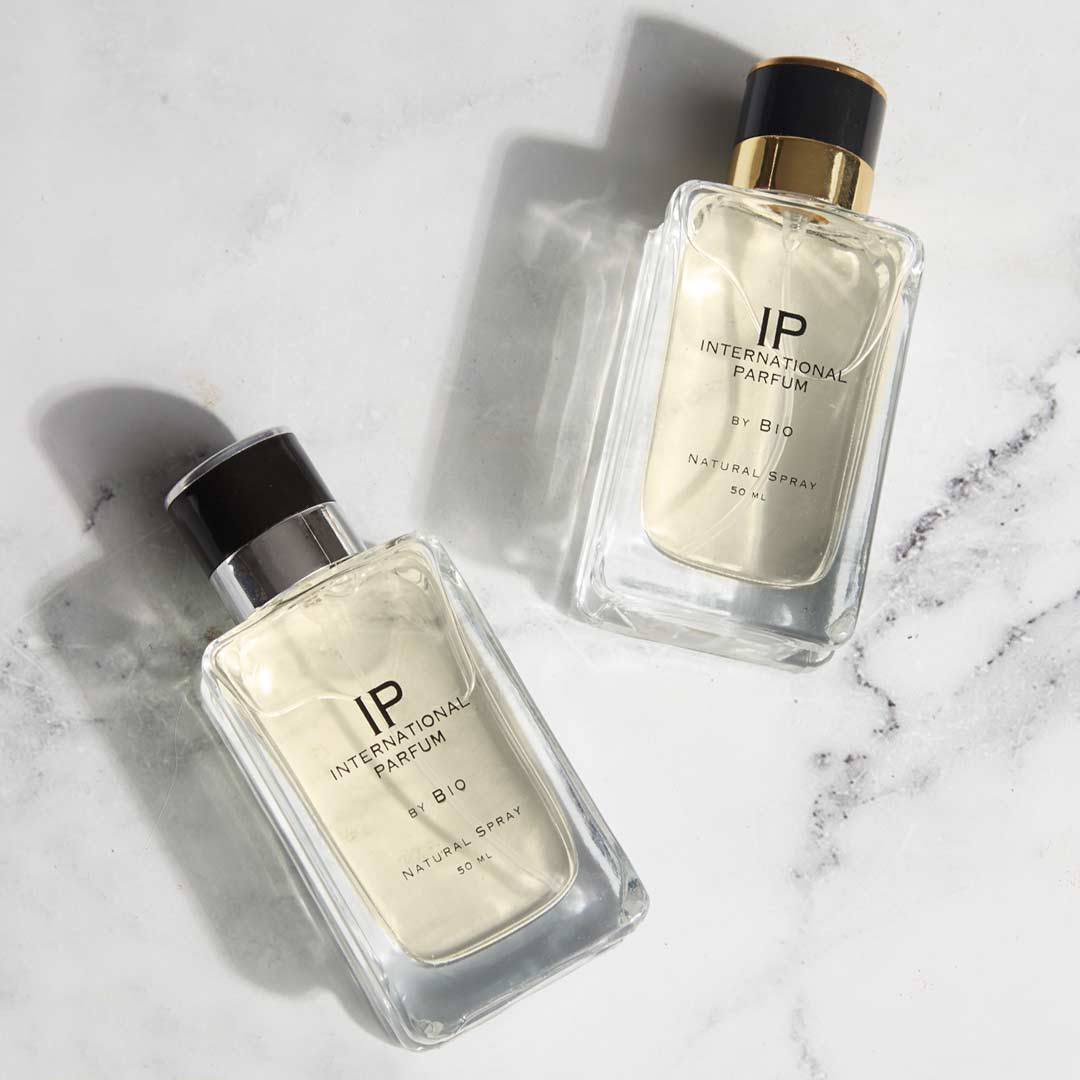 IP
INTERNATIONAL
PARFUM
BY BIO
NATURAL SPRAY
50 ML
IP
INTERNATIONAL
PARFUM
BY BIO
NATURAL SPRAY
50 ML